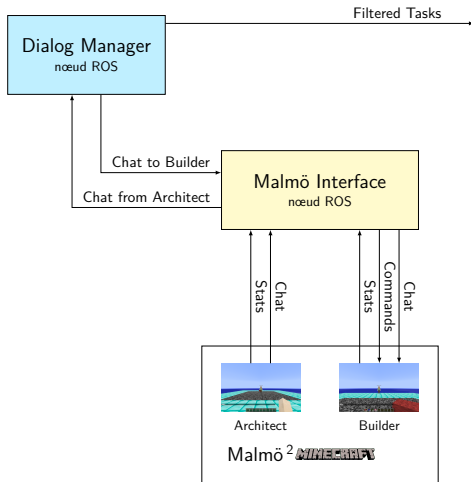 Filtered Tasks
Dialog Manager
nœud ROS
Chat to Builder
Chat from Architect
Malmö Interface
nœud ROS
Stats
Chat
Stats
Commands
Chat
Architect
Builder
Malmö 2 MINECRAFT